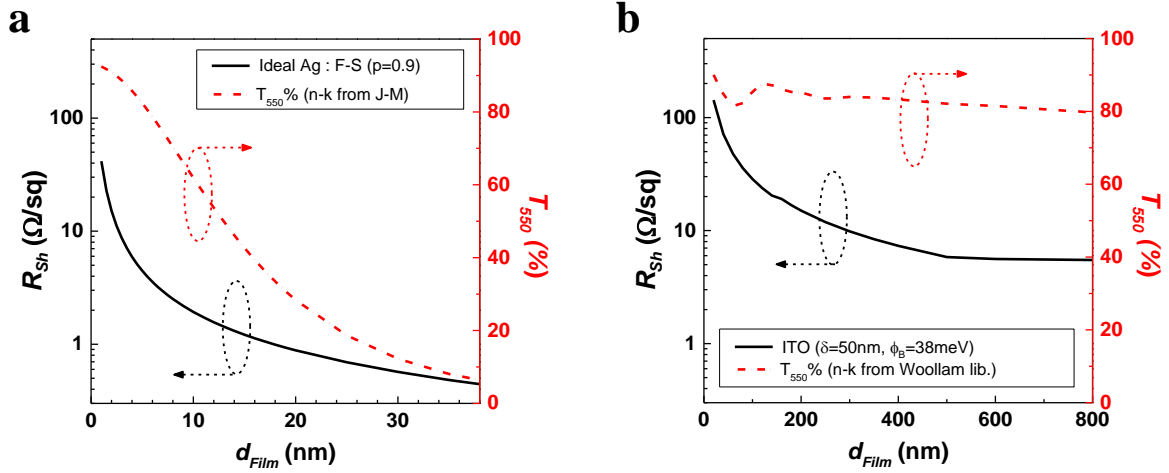 a
Ideal Ag : F-S (p=0.9)
T550% (n-k from J-M)
100
10
1
RSh (Ω/sq)
0
10
20
30
dFilm (nm)
100
80
60
40
20
0
T550 (%)
b
ITO (δ=50nm, ϕB=38meV)
T550% (n-k from Woollam lib.)
100
10
1
RSh (Ω/sq)
0
200
400
600
800
dFilm (nm)
100
80
60
40
20
0
T550 (%)